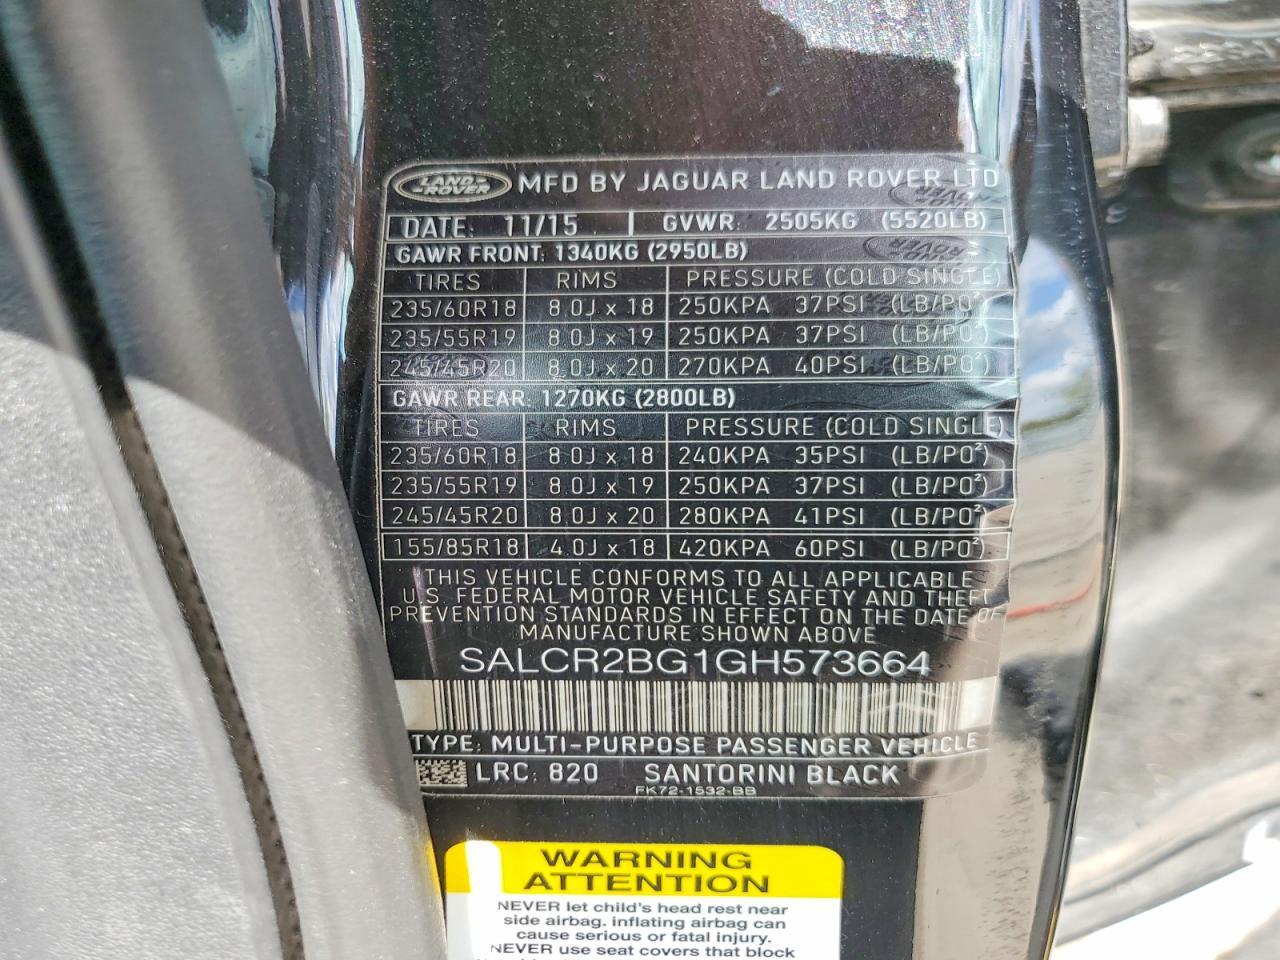 LAND ROVER MFD BY JAGUAR LAND ROVER LTD
DATE: 11/15 GVWR: 2505KG (5520LB)
GAWR FRONT: 1340KG (2950LB)
TIRES RIMS PRESSURE (COLD SINGLE)
235/60R18 8.0J x 18 250KPA 37PSI (LB/PO²)
235/55R19 8.0J x 19 250KPA 37PSI (LB/PO²)
245/45R20 8.0J x 20 270KPA 40PSI (LB/PO²)
GAWR REAR: 1270KG (2800LB)
TIRES RIMS PRESSURE (COLD SINGLE)
235/60R18 8.0J x 18 240KPA 35PSI (LB/PO²)
235/55R19 8.0J x 19 250KPA 37PSI (LB/PO²)
245/45R20 8.0J x 20 280KPA 41PSI (LB/PO²)
155/85R18 4.0J x 18 420KPA 60PSI (LB/PO²)
THIS VEHICLE CONFORMS TO ALL APPLICABLE
U.S. FEDERAL MOTOR VEHICLE SAFETY AND THEFT
PREVENTION STANDARDS IN EFFECT ON THE DATE OF
MANUFACTURE SHOWN ABOVE
SALCR2BG1GH573664
TYPE: MULTI-PURPOSE PASSENGER VEHICLE
LRC: 820 SANTORINI BLACK
FK72-1532-BB
WARNING
ATTENTION
NEVER let child's head rest near
side airbag, inflating airbag can
cause serious or fatal injury.
NEVER use seat covers that block